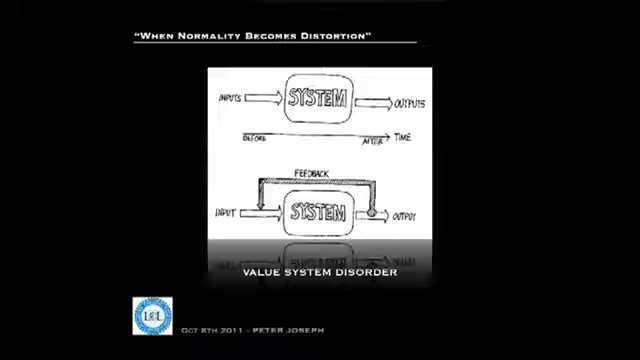 "When Normality Becomes Distortion"
INPUTS
SYSTEM
OUTPUTS
BEFORE
AFTER
TIME
FEEDBACK
INPUT
SYSTEM
OUTPUT
VALUE SYSTEM DISORDER
Oct 8th 2011 - Peter Joseph